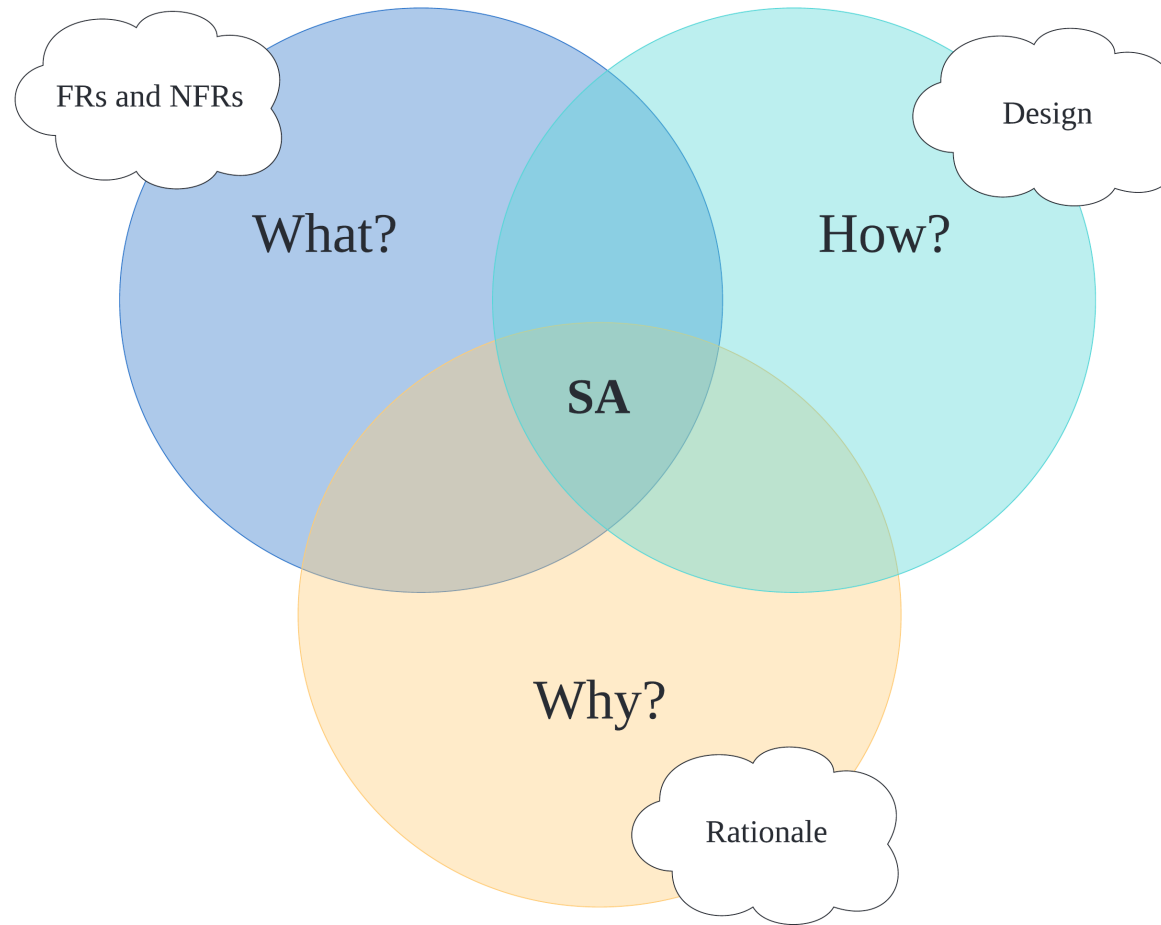 FRs and NFRs
Design
What?
How?
SA
Why?
Rationale